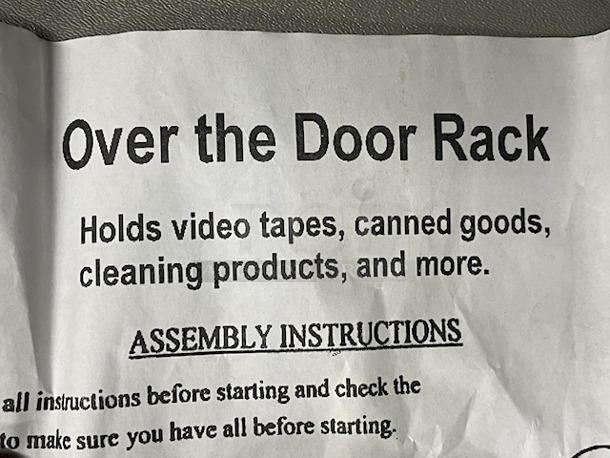 Over the Door Rack
Holds video tapes, canned goods,
cleaning products, and more.
ASSEMBLY INSTRUCTIONS
all instructions before starting and check the
to make sure you have all before starting.